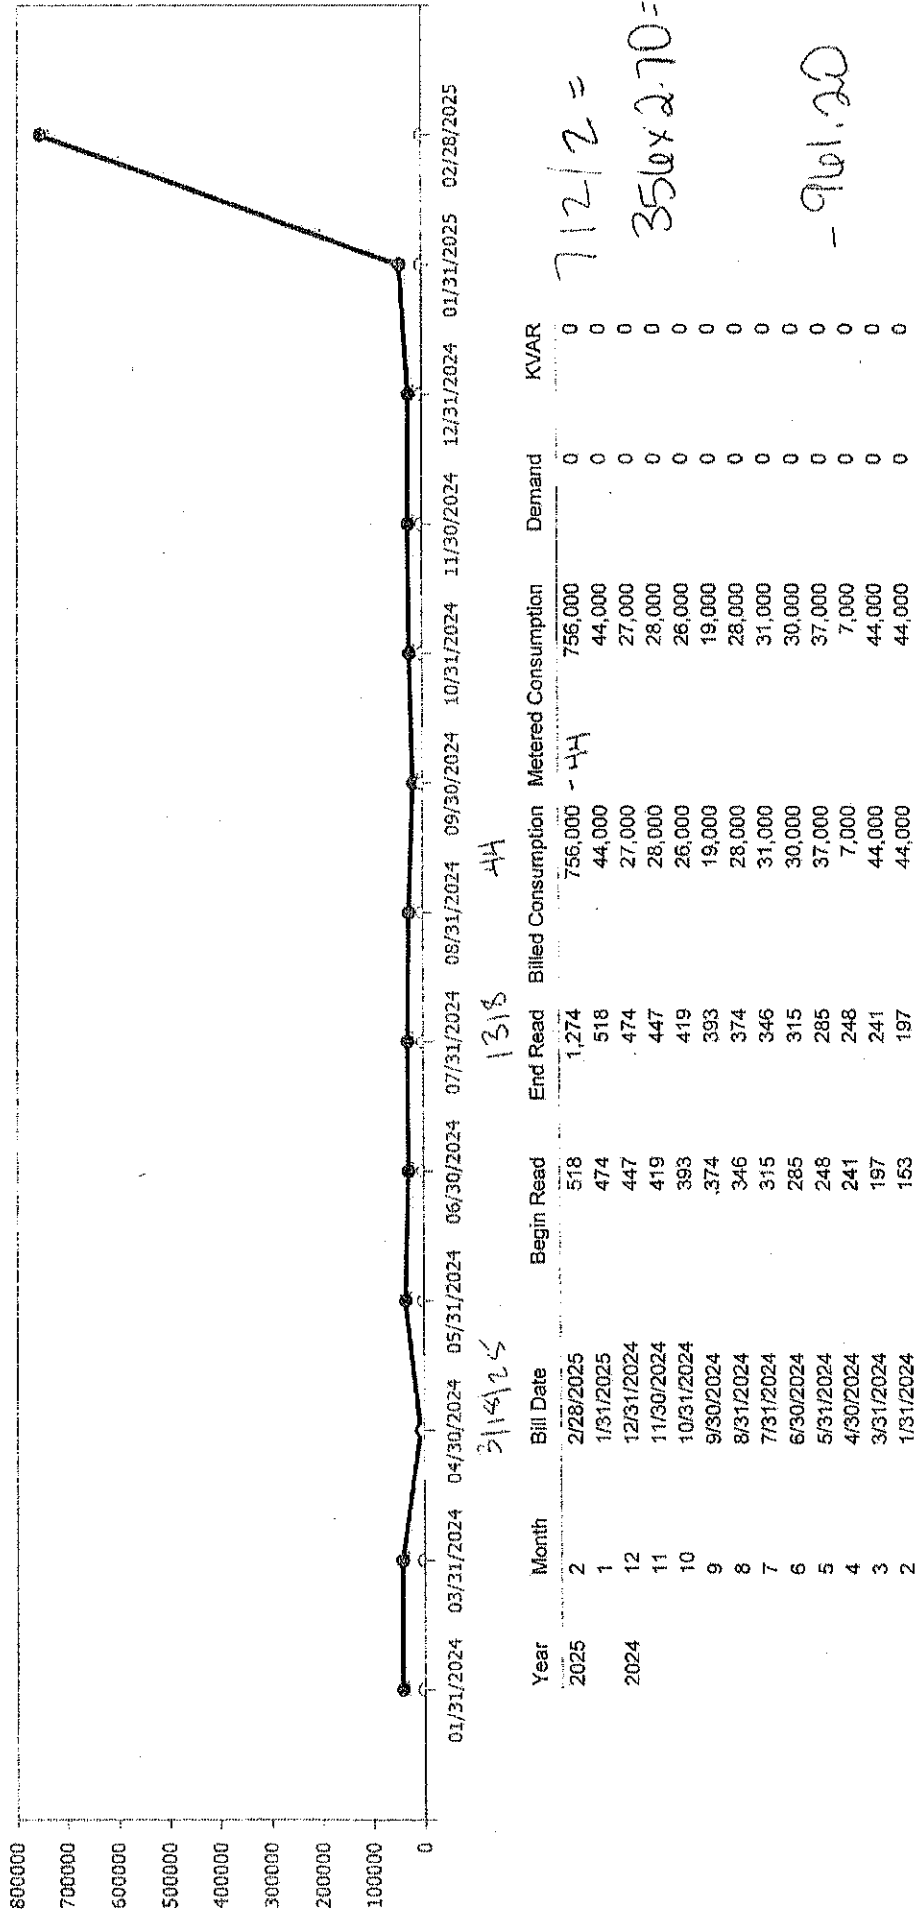 800000
700000
600000
500000
400000
300000
200000
100000
0
01/31/2024 03/31/2024 04/30/2024 05/31/2024 06/30/2024 07/31/2024 08/31/2024 09/30/2024 10/31/2024 11/30/2024 12/31/2024 01/31/2025 02/28/2025
3/14/25 1318 44
Year Month Bill Date Begin Read End Read Billed Consumption Metered Consumption Demand KVAR
2025 2 2/28/2025 518 1,274 756,000 -44 756,000 0 0
1 1/31/2025 474 518 44,000 44,000 0 0
2024 12 12/31/2024 447 474 27,000 27,000 0 0
11 11/30/2024 419 447 28,000 28,000 0 0
10 10/31/2024 393 419 26,000 26,000 0 0
9 9/30/2024 374 393 19,000 19,000 0 0
8 8/31/2024 346 374 28,000 28,000 0 0
7 7/31/2024 315 346 31,000 31,000 0 0
6 6/30/2024 285 315 30,000 30,000 0 0
5 5/31/2024 248 285 37,000 37,000 0 0
4 4/30/2024 241 248 7,000 7,000 0 0
3 3/31/2024 197 241 44,000 44,000 0 0
2 1/31/2024 153 197 44,000 44,000 0 0
712/2 =
356x2.70=
-961.20